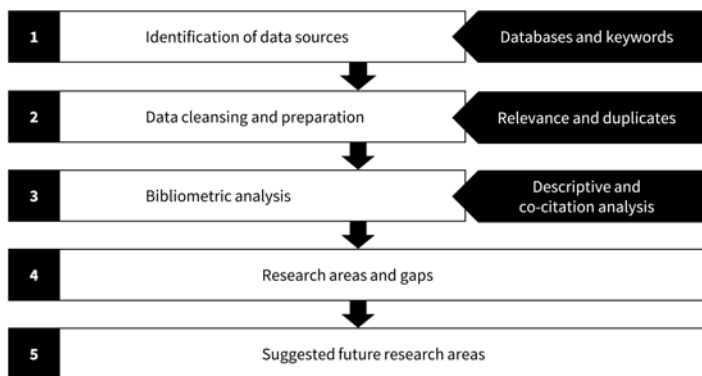 1
Identification of data sources
Databases and keywords
2
Data cleansing and preparation
Relevance and duplicates
3
Bibliometric analysis
Descriptive and
co-citation analysis
4
Research areas and gaps
5
Suggested future research areas